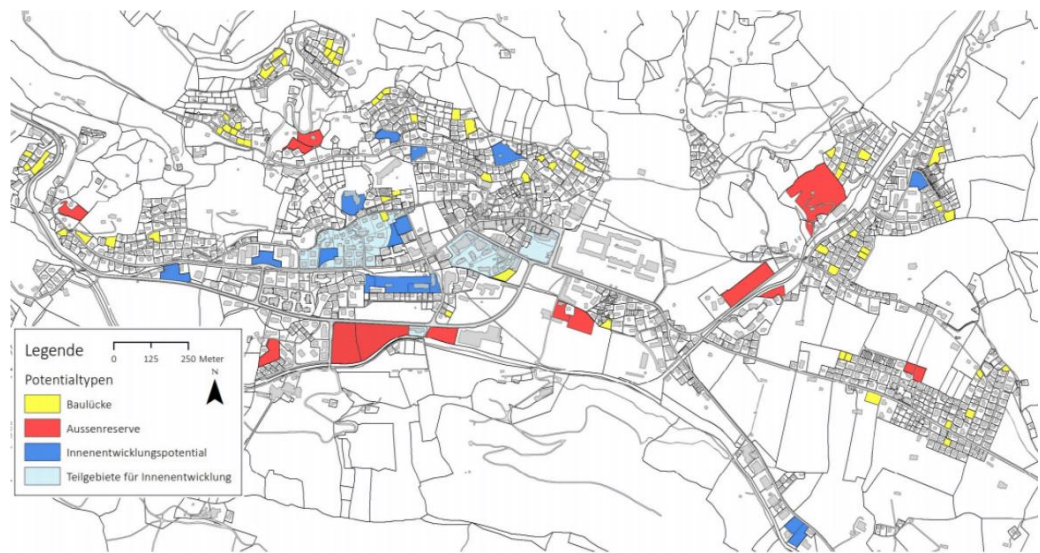 Legende
0 125 250 Meter
N
Potentialtypen
Baulücke
Aussenreserve
Innenentwicklungspotential
Teilgebiete für Innenentwicklung